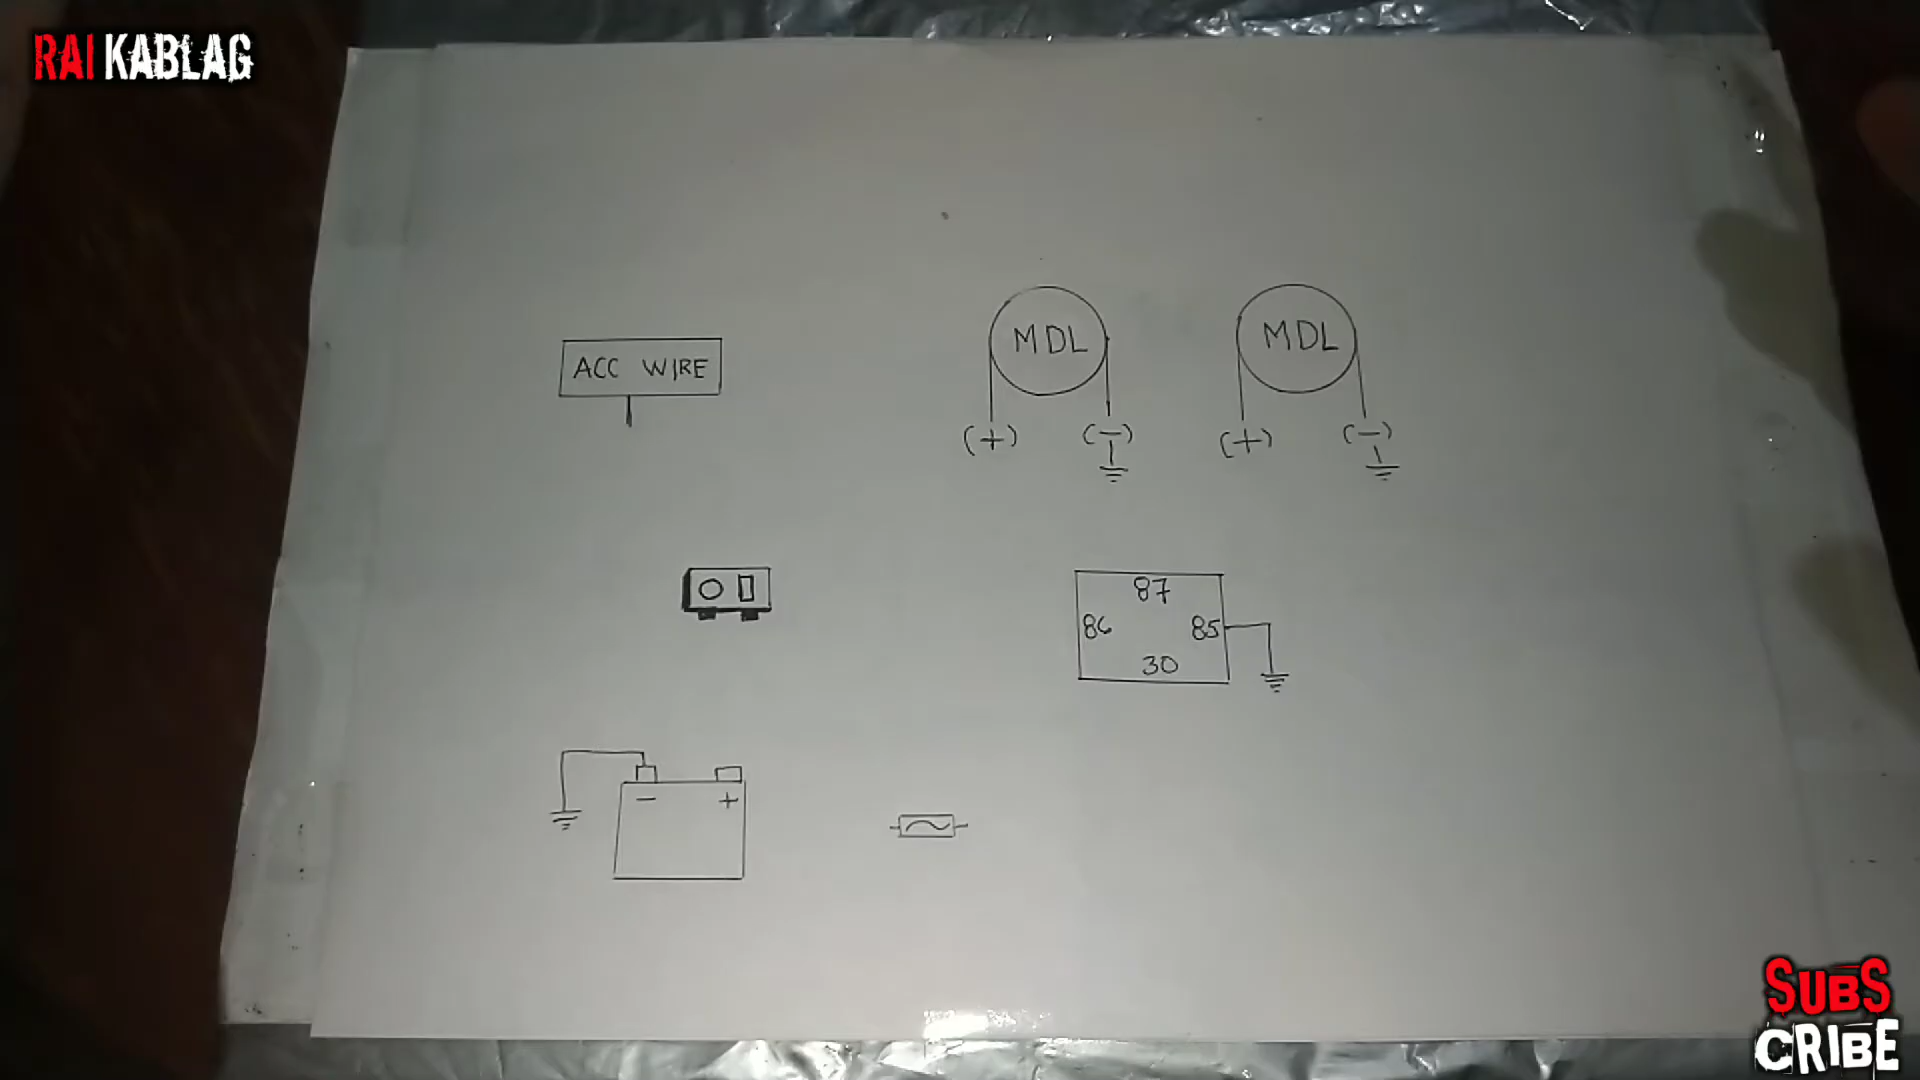 RAI KABLAG
ACC WIRE
MDL
MDL
(+)
(-)
(+)
(-)
87
86
85
30
-
+
SUBS
CRIBE